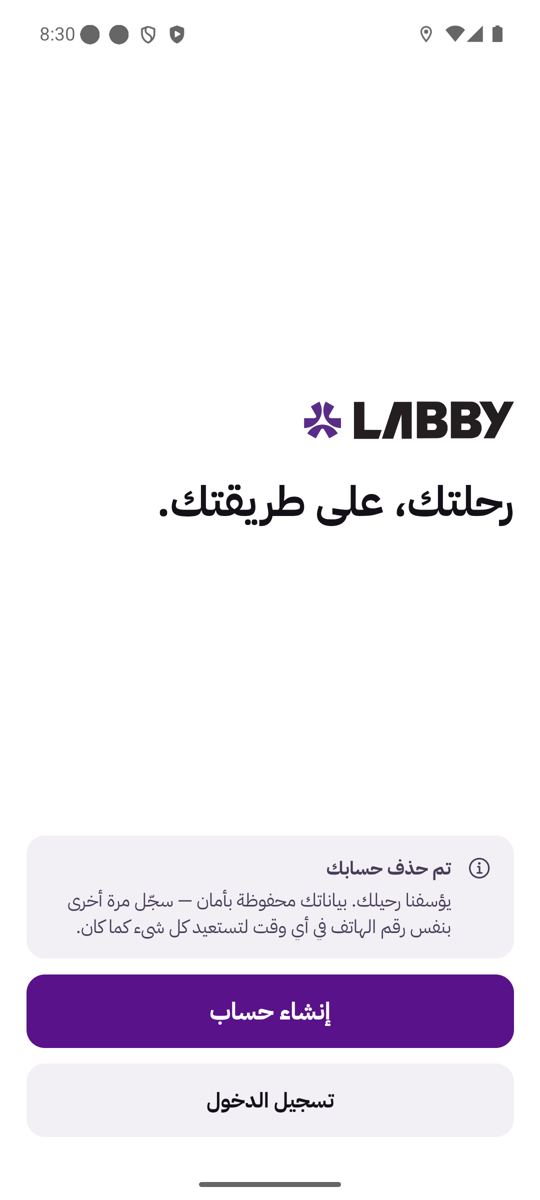 8:30
LABBY
رحلتك، على طريقتك.
تم حذف حسابك
يؤسفنا رحيلك. بياناتك محفوظة بأمان — سجّل مرة أخرى
بنفس رقم الهاتف في أي وقت لتستعيد كل شيء كما كان.
إنشاء حساب
تسجيل الدخول